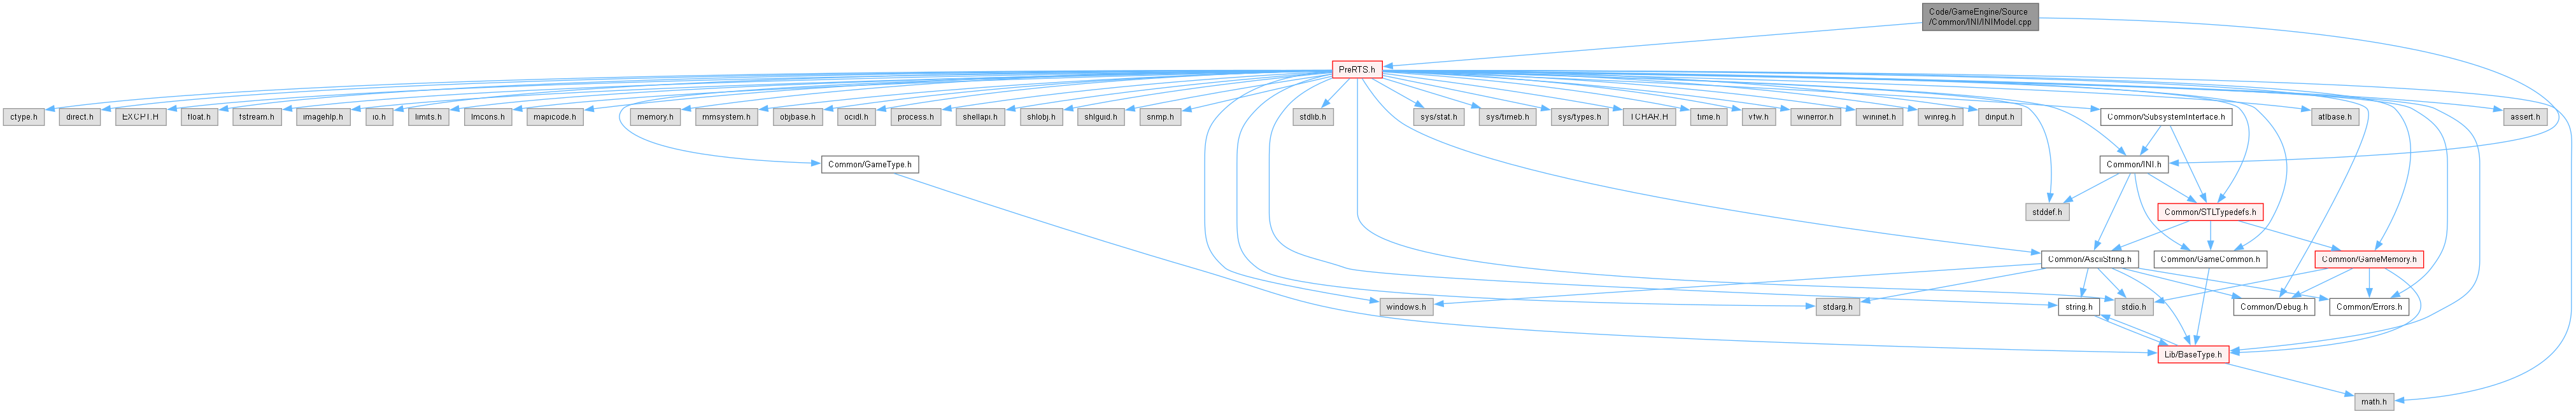 Code/GameEngine/Source
/Common/INI/INIModel.cpp
PreRTS.h
ctype.h
direct.h
EXCPT.H
float.h
fstream.h
imagehlp.h
io.h
limits.h
lmcons.h
mapicode.h
memory.h
mmsystem.h
objbase.h
ocidl.h
process.h
shellapi.h
shlobj.h
shlguid.h
snmp.h
stdlib.h
sys/stat.h
sys/timeb.h
sys/types.h
TCHAR.H
time.h
vfw.h
winerror.h
wininet.h
winreg.h
dinput.h
Common/SubsystemInterface.h
atlbase.h
assert.h
Common/GameType.h
Common/INI.h
stddef.h
Common/STLTypedefs.h
Common/AsciiString.h
Common/GameCommon.h
Common/GameMemory.h
windows.h
stdarg.h
string.h
stdio.h
Common/Debug.h
Common/Errors.h
Lib/BaseType.h
math.h